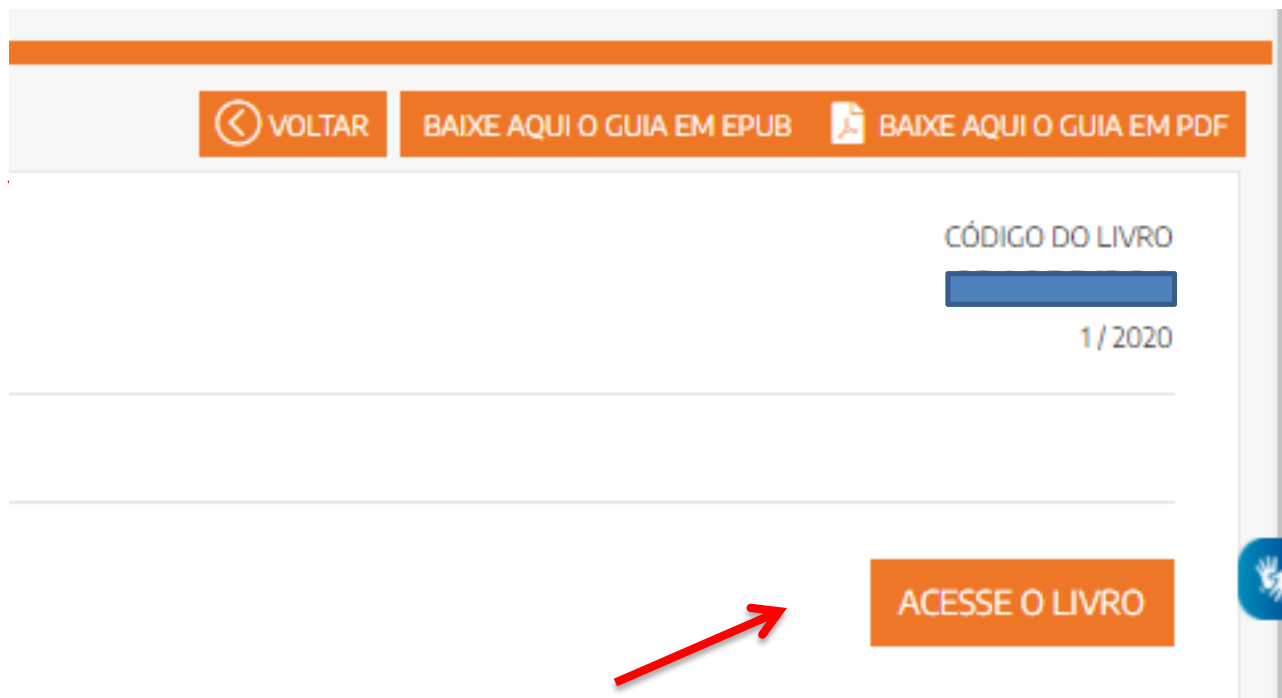 VOLTAR
BAIXE AQUI O GUIA EM EPUB
BAIXE AQUI O GUIA EM PDF
CÓDIGO DO LIVRO
1 / 2020
ACESSE O LIVRO